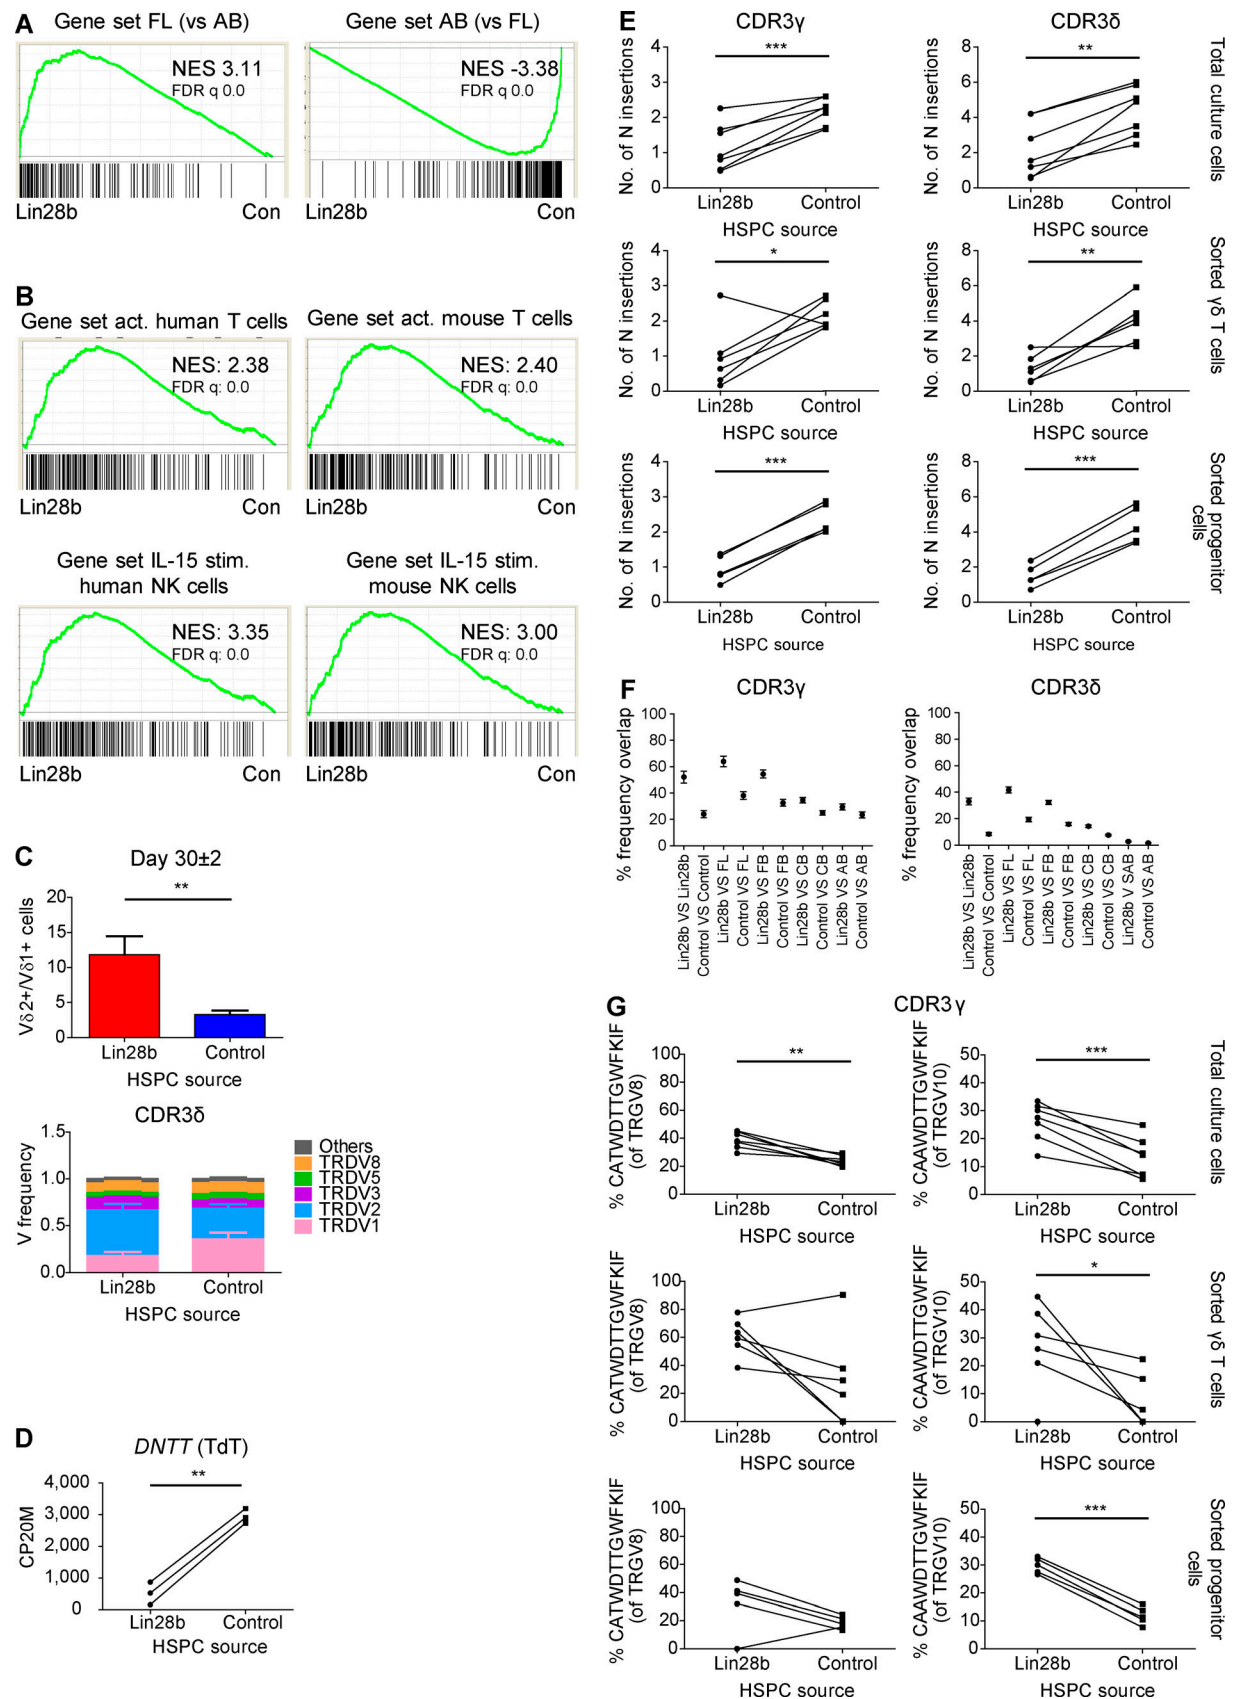 A
Gene set FL (vs AB)
NES 3.11
FDR q 0.0
Lin28b Con
Gene set AB (vs FL)
NES -3.38
FDR q 0.0
Lin28b Con
B
Gene set act. human T cells
NES: 2.38
FDR q: 0.0
Lin28b Con
Gene set act. mouse T cells
NES: 2.40
FDR q: 0.0
Lin28b Con
Gene set IL-15 stim.
human NK cells
NES: 3.35
FDR q: 0.0
Lin28b Con
Gene set IL-15 stim.
mouse NK cells
NES: 3.00
FDR q: 0.0
Lin28b Con
C
Day 30±2
**
Vδ2+/Vδ1+ cells
20
15
10
5
0
Lin28b Control
HSPC source
CDR3δ
V frequency
1.5
1.0
0.5
0.0
Lin28b Control
HSPC source
Others
TRDV8
TRDV5
TRDV3
TRDV2
TRDV1
D
DNTT (TdT)
**
CP20M
4,000
3,000
2,000
1,000
0
Lin28b Control
HSPC source
E
CDR3γ
***
No. of N insertions
4
3
2
1
0
Lin28b Control
HSPC source
CDR3δ
**
No. of N insertions
8
6
4
2
0
Lin28b Control
HSPC source
Total culture
cells
*
No. of N insertions
4
3
2
1
0
Lin28b Control
HSPC source
**
No. of N insertions
8
6
4
2
0
Lin28b Control
HSPC source
Sorted γδ T cells
***
No. of N insertions
4
3
2
1
0
Lin28b Control
HSPC source
***
No. of N insertions
8
6
4
2
0
Lin28b Control
HSPC source
Sorted progenitor
cells
F
CDR3γ
% frequency overlap
100
80
60
40
20
0
Lin28b VS Lin28b
Control VS Control
Lin28b VS FL
Control VS FL
Lin28b VS FB
Control VS FB
Lin28b VS CB
Control VS CB
Lin28b VS AB
Control VS AB
CDR3δ
% frequency overlap
100
80
60
40
20
0
Lin28b VS Lin28b
Control VS Control
Lin28b VS FL
Control VS FL
Lin28b VS FB
Control VS FB
Lin28b VS CB
Control VS CB
Lin28b V SAB
Control VS AB
G
CDR3γ
**
% CATWDTTGWFKIF
(of TRGV8)
100
80
60
40
20
0
Lin28b Control
HSPC source
***
% CAAWDTTGWFKIF
(of TRGV10)
50
40
30
20
10
0
Lin28b Control
HSPC source
Total culture cells
% CATWDTTGWFKIF
(of TRGV8)
100
80
60
40
20
0
Lin28b Control
HSPC source
*
% CAAWDTTGWFKIF
(of TRGV10)
50
40
30
20
10
0
Lin28b Control
HSPC source
Sorted γδ T cells
% CATWDTTGWFKIF
(of TRGV8)
100
80
60
40
20
0
Lin28b Control
HSPC source
***
% CAAWDTTGWFKIF
(of TRGV10)
50
40
30
20
10
0
Lin28b Control
HSPC source
Sorted progenitor
cells